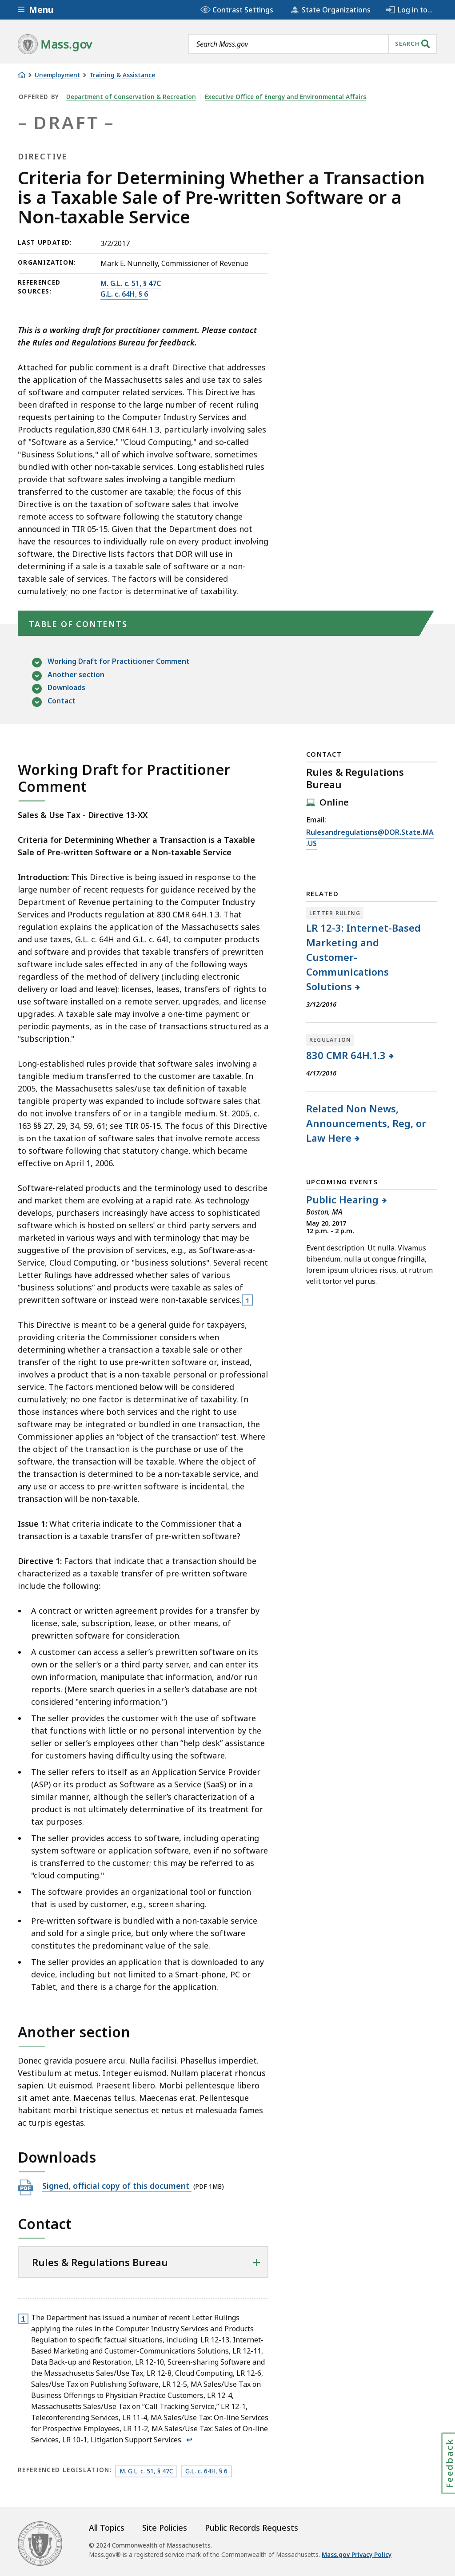 Menu
Contrast Settings
State Organizations
Log in to...
Mass.gov
Search Mass.gov
SEARCH
Unemployment
Training & Assistance
OFFERED BY Department of Conservation & Recreation Executive Office of Energy and Environmental Affairs
– DRAFT –
DIRECTIVE
Criteria for Determining Whether a Transaction
is a Taxable Sale of Pre-written Software or a
Non-taxable Service
LAST UPDATED: 3/2/2017
ORGANIZATION: Mark E. Nunnelly, Commissioner of Revenue
REFERENCED
SOURCES:
M. G.L. c. 51, § 47C
G.L. c. 64H, § 6
This is a working draft for practitioner comment. Please contact
the Rules and Regulations Bureau for feedback.
Attached for public comment is a draft Directive that addresses
the application of the Massachusetts sales and use tax to sales
of software and computer related services. This Directive has
been drafted in response to the large number of recent ruling
requests pertaining to the Computer Industry Services and
Products regulation,830 CMR 64H.1.3, particularly involving sales
of "Software as a Service," "Cloud Computing," and so-called
"Business Solutions," all of which involve software, sometimes
bundled with other non-taxable services. Long established rules
provide that software sales involving a tangible medium
transferred to the customer are taxable; the focus of this
Directive is on the taxation of software sales that involve
remote access to software following the statutory change
announced in TIR 05-15. Given that the Department does not
have the resources to individually rule on every product involving
software, the Directive lists factors that DOR will use in
determining if a sale is a taxable sale of software or a non-
taxable sale of services. The factors will be considered
cumulatively; no one factor is determinative of taxability.
TABLE OF CONTENTS
Working Draft for Practitioner Comment
Another section
Downloads
Contact
Working Draft for Practitioner
Comment
Sales & Use Tax - Directive 13-XX
Criteria for Determining Whether a Transaction is a Taxable
Sale of Pre-written Software or a Non-taxable Service
Introduction: This Directive is being issued in response to the
large number of recent requests for guidance received by the
Department of Revenue pertaining to the Computer Industry
Services and Products regulation at 830 CMR 64H.1.3. That
regulation explains the application of the Massachusetts sales
and use taxes, G.L. c. 64H and G.L. c. 64I, to computer products
and software and provides that taxable transfers of prewritten
software include sales effected in any of the following ways
regardless of the method of delivery (including electronic
delivery or load and leave): licenses, leases, transfers of rights to
use software installed on a remote server, upgrades, and license
upgrades. A taxable sale may involve a one-time payment or
periodic payments, as in the case of transactions structured as a
"subscription."
Long-established rules provide that software sales involving a
tangible medium transferred to the customer are taxable. In
2005, the Massachusetts sales/use tax definition of taxable
tangible property was expanded to include software sales that
do not involve transfers of or in a tangible medium. St. 2005, c.
163 §§ 27, 29, 34, 59, 61; see TIR 05-15. The focus of this Directive
is on the taxation of software sales that involve remote access
to software following the statutory change, which became
effective on April 1, 2006.
Software-related products and the terminology used to describe
and market them are evolving at a rapid rate. As technology
develops, purchasers increasingly have access to sophisticated
software which is hosted on sellers’ or third party servers and
marketed in various ways and with terminology that may be
suggestive of the provision of services, e.g., as Software-as-a-
Service, Cloud Computing, or "business solutions". Several recent
Letter Rulings have addressed whether sales of various
“business solutions” and products were taxable as sales of
prewritten software or instead were non-taxable services. 1
This Directive is meant to be a general guide for taxpayers,
providing criteria the Commissioner considers when
determining whether a transaction a taxable sale or other
transfer of the right to use pre-written software or, instead,
involves a product that is a non-taxable personal or professional
service. The factors mentioned below will be considered
cumulatively; no one factor is determinative of taxability. In
those instances where both services and the right to use
software may be integrated or bundled in one transaction, the
Commissioner applies an “object of the transaction” test. Where
the object of the transaction is the purchase or use of the
software, the transaction will be taxable. Where the object of
the transaction is determined to be a non-taxable service, and
any use or access to pre-written software is incidental, the
transaction will be non-taxable.
Issue 1: What criteria indicate to the Commissioner that a
transaction is a taxable transfer of pre-written software?
Directive 1: Factors that indicate that a transaction should be
characterized as a taxable transfer of pre-written software
include the following:
• A contract or written agreement provides for a transfer by
license, sale, subscription, lease, or other means, of
prewritten software for consideration.
• A customer can access a seller’s prewritten software on its
own or the seller’s or a third party server, and can enter its
own information, manipulate that information, and/or run
reports. (Mere search queries in a seller’s database are not
considered "entering information.")
• The seller provides the customer with the use of software
that functions with little or no personal intervention by the
seller or seller’s employees other than “help desk” assistance
for customers having difficulty using the software.
• The seller refers to itself as an Application Service Provider
(ASP) or its product as Software as a Service (SaaS) or in a
similar manner, although the seller’s characterization of a
product is not ultimately determinative of its treatment for
tax purposes.
• The seller provides access to software, including operating
system software or application software, even if no software
is transferred to the customer; this may be referred to as
"cloud computing."
• The software provides an organizational tool or function
that is used by customer, e.g., screen sharing.
• Pre-written software is bundled with a non-taxable service
and sold for a single price, but only where the software
constitutes the predominant value of the sale.
• The seller provides an application that is downloaded to any
device, including but not limited to a Smart-phone, PC or
Tablet, and there is a charge for the application.
Another section
Donec gravida posuere arcu. Nulla facilisi. Phasellus imperdiet.
Vestibulum at metus. Integer euismod. Nullam placerat rhoncus
sapien. Ut euismod. Praesent libero. Morbi pellentesque libero
sit amet ante. Maecenas tellus. Maecenas erat. Pellentesque
habitant morbi tristique senectus et netus et malesuada fames
ac turpis egestas.
Downloads
PDF Signed, official copy of this document (PDF 1MB)
Contact
Rules & Regulations Bureau
1 The Department has issued a number of recent Letter Rulings
applying the rules in the Computer Industry Services and Products
Regulation to specific factual situations, including: LR 12-13, Internet-
Based Marketing and Customer-Communications Solutions, LR 12-11,
Data Back-up and Restoration, LR 12-10, Screen-sharing Software and
the Massachusetts Sales/Use Tax, LR 12-8, Cloud Computing, LR 12-6,
Sales/Use Tax on Publishing Software, LR 12-5, MA Sales/Use Tax on
Business Offerings to Physician Practice Customers, LR 12-4,
Massachusetts Sales/Use Tax on “Call Tracking Service,” LR 12-1,
Teleconferencing Services, LR 11-4, MA Sales/Use Tax: On-line Services
for Prospective Employees, LR 11-2, MA Sales/Use Tax: Sales of On-line
Services, LR 10-1, Litigation Support Services. ↩
REFERENCED LEGISLATION: M. G.L. c. 51, § 47C G.L. c. 64H, § 6
CONTACT
Rules & Regulations
Bureau
Online
Email:
Rulesandregulations@DOR.State.MA
.US
RELATED
LETTER RULING
LR 12-3: Internet-Based
Marketing and
Customer-
Communications
Solutions
3/12/2016
REGULATION
830 CMR 64H.1.3
4/17/2016
Related Non News,
Announcements, Reg, or
Law Here
UPCOMING EVENTS
Public Hearing
Boston, MA
May 20, 2017
12 p.m. - 2 p.m.
Event description. Ut nulla. Vivamus
bibendum, nulla ut congue fringilla,
lorem ipsum ultricies risus, ut rutrum
velit tortor vel purus.
Feedback
All Topics
Site Policies
Public Records Requests
© 2024 Commonwealth of Massachusetts.
Mass.gov® is a registered service mark of the Commonwealth of Massachusetts. Mass.gov Privacy Policy